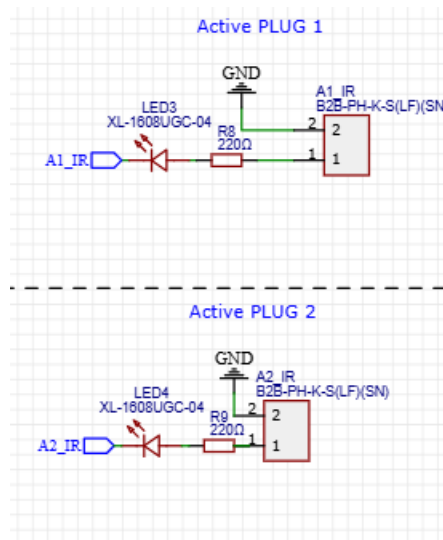 Active PLUG 1
GND
A1_IR
B2B-PH-K-S(LF)(SN
LED3
XL-1608UGC-04
R8
220Ω
2 2
1 1
A1_IR
Active PLUG 2
GND
A2_IR
B2B-PH-K-S(LF)(SN)
LED4
XL-1608UGC-04
R9
220Ω
2 2
1 1
A2_IR